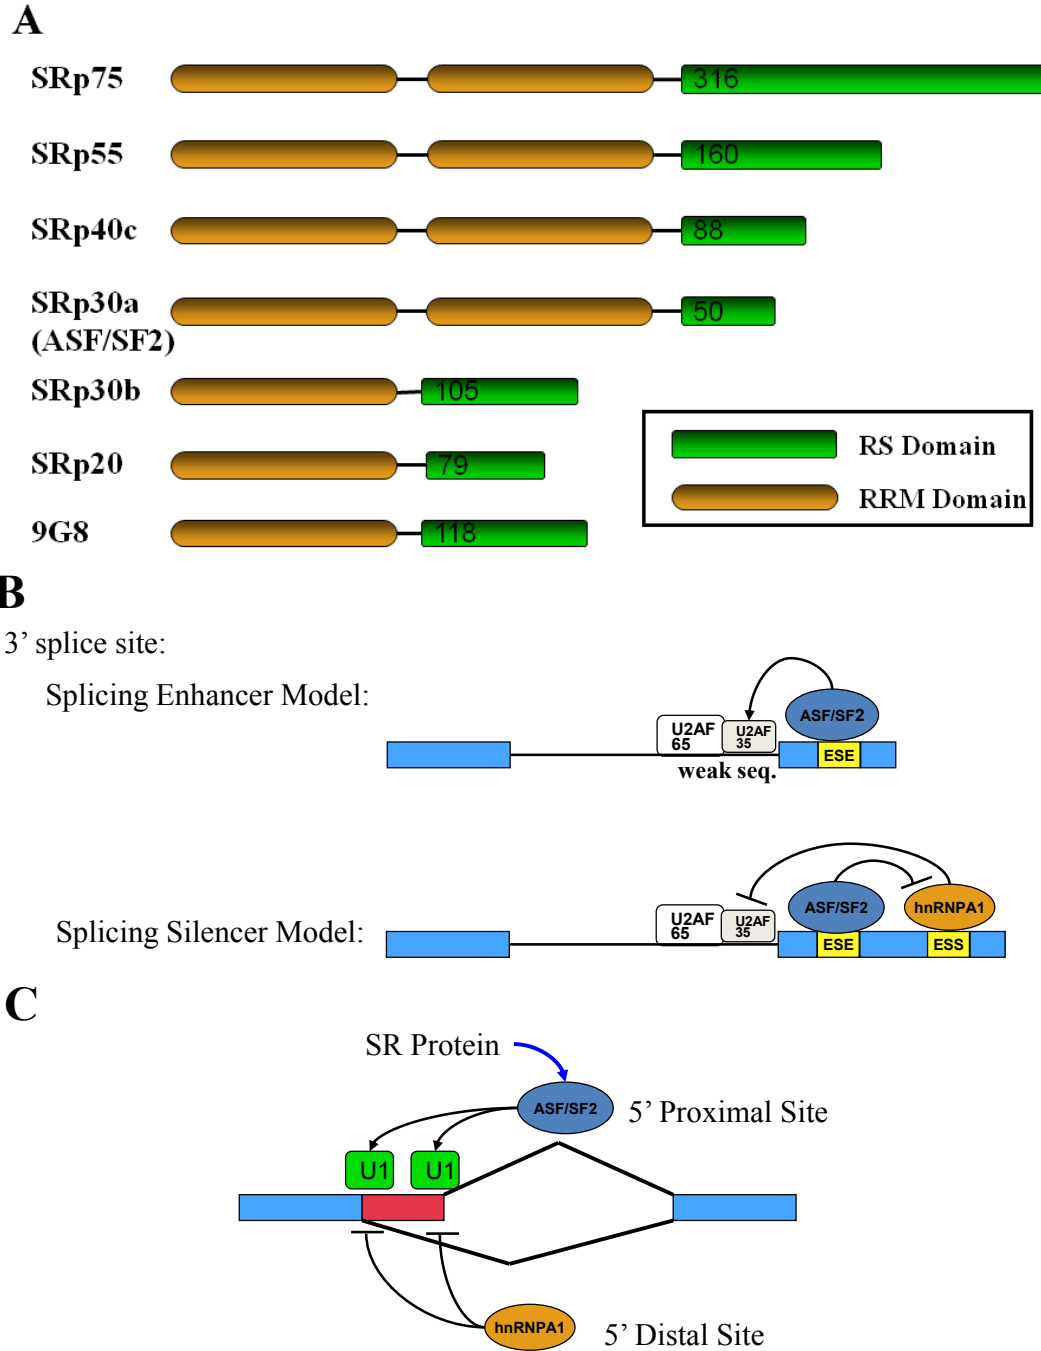 A
SRp75
316
SRp55
160
SRp40c
88
SRp30a
(ASF/SF2)
50
SRp30b
105
SRp20
79
9G8
118
RS Domain
RRM Domain
B
3’ splice site:
Splicing Enhancer Model:
U2AF
65
U2AF
35
ASF/SF2
ESE
weak seq.
Splicing Silencer Model:
U2AF
65
U2AF
35
ASF/SF2
hnRNPA1
ESE
ESS
C
SR Protein
ASF/SF2
5’ Proximal Site
U1
U1
hnRNPA1
5’ Distal Site